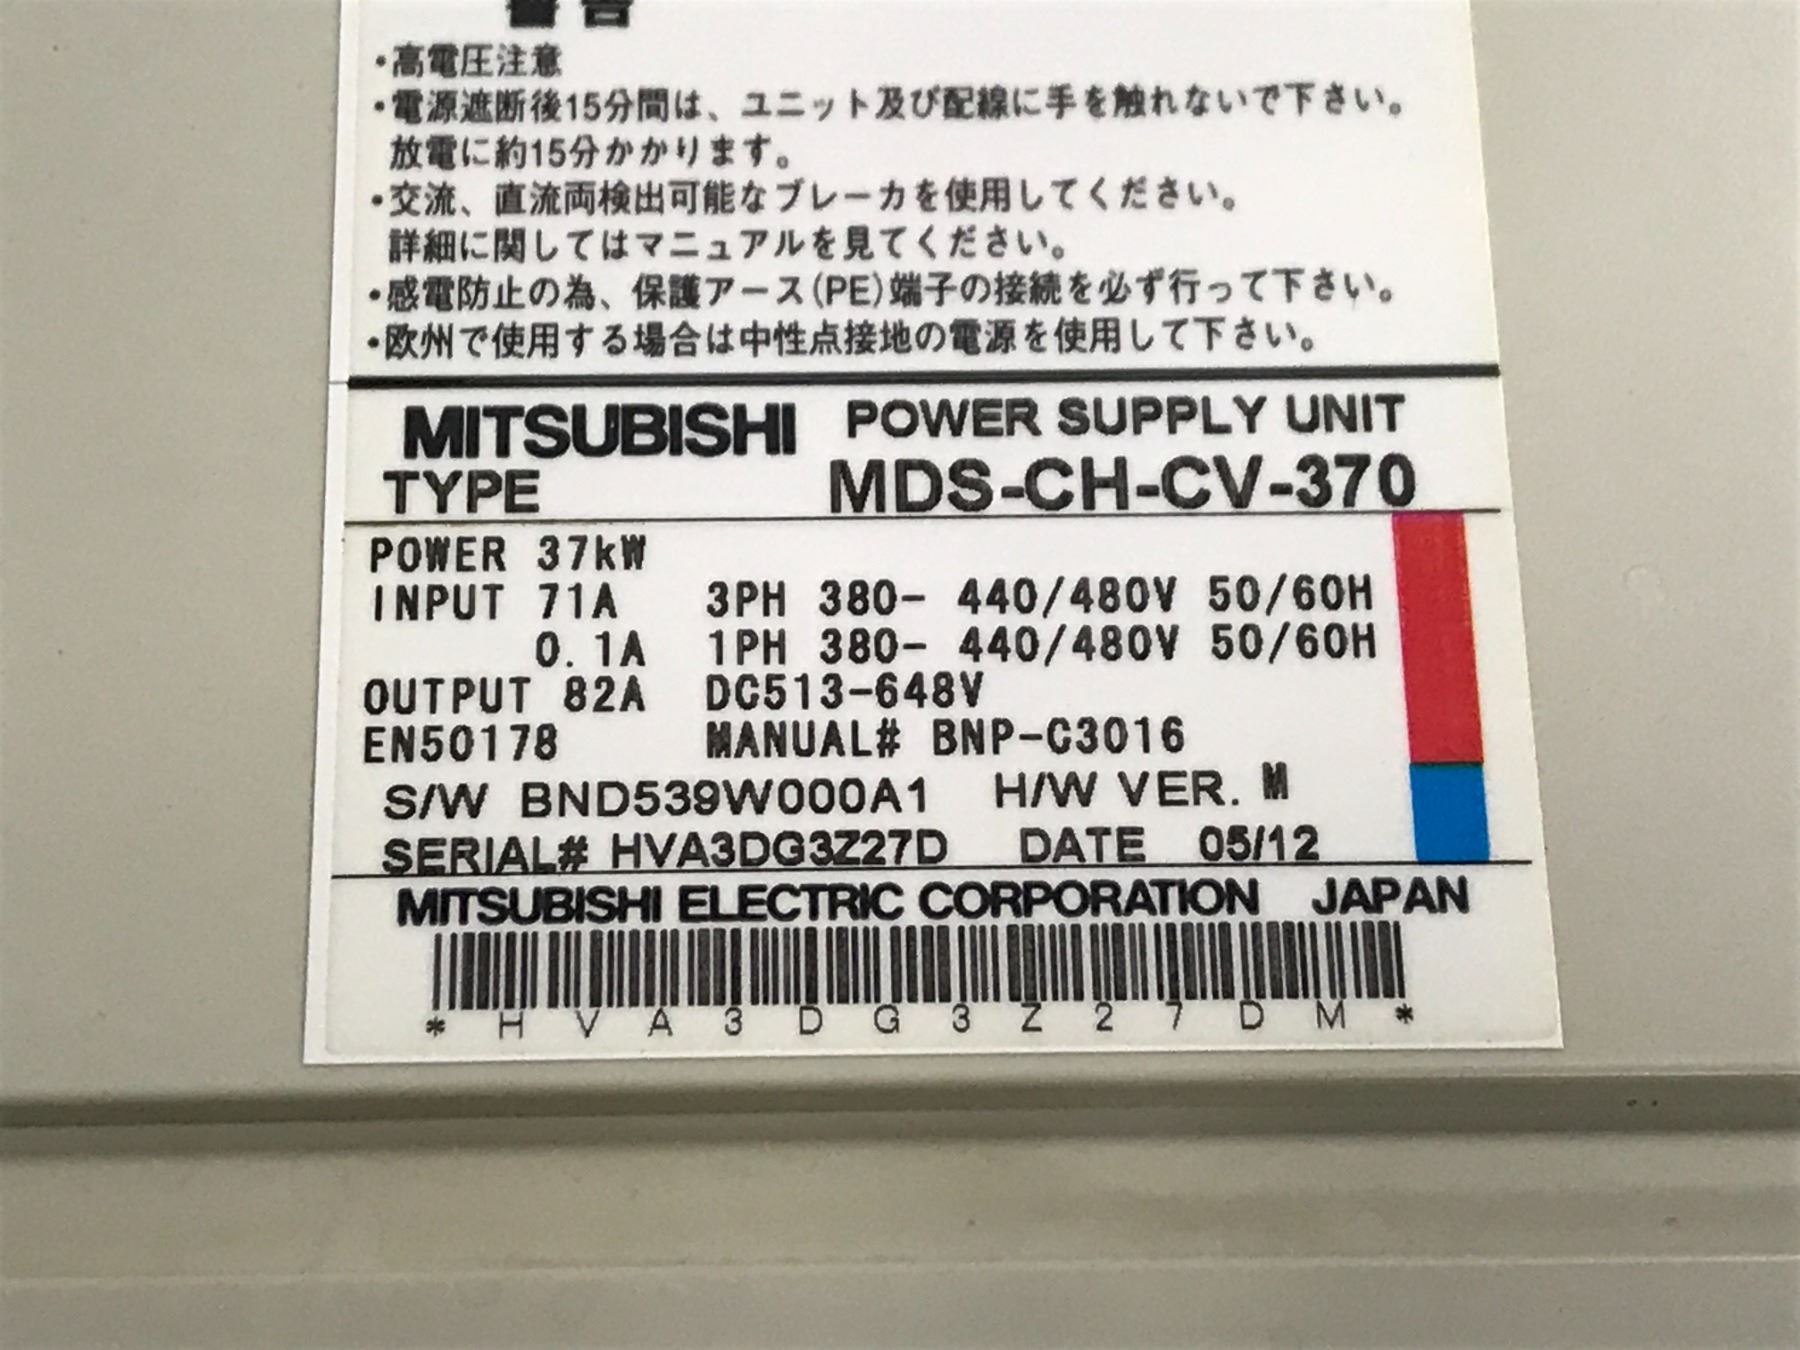 ・高電圧注意
・電源遮断後15分間は、ユニット及び配線に手を触れないで下さい。
放電に約15分かかります。
・交流、直流両検出可能なブレーカを使用してください。
詳細に関してはマニュアルを見てください。
・感電防止の為、保護アース(PE)端子の接続を必ず行って下さい。
・欧州で使用する場合は中性点接地の電源を使用して下さい。
MITSUBISHI POWER SUPPLY UNIT
TYPE MDS-CH-CV-370
POWER 37kW
INPUT 71A 3PH 380- 440/480V 50/60H
0.1A 1PH 380- 440/480V 50/60H
OUTPUT 82A DC513-648V
EN50178 MANUAL# BNP-C3016
S/W BND539W000A1 H/W VER. M
SERIAL# HVA3DG3Z27D DATE 05/12
MITSUBISHI ELECTRIC CORPORATION JAPAN
* H V A 3 D G 3 Z 2 7 D M *